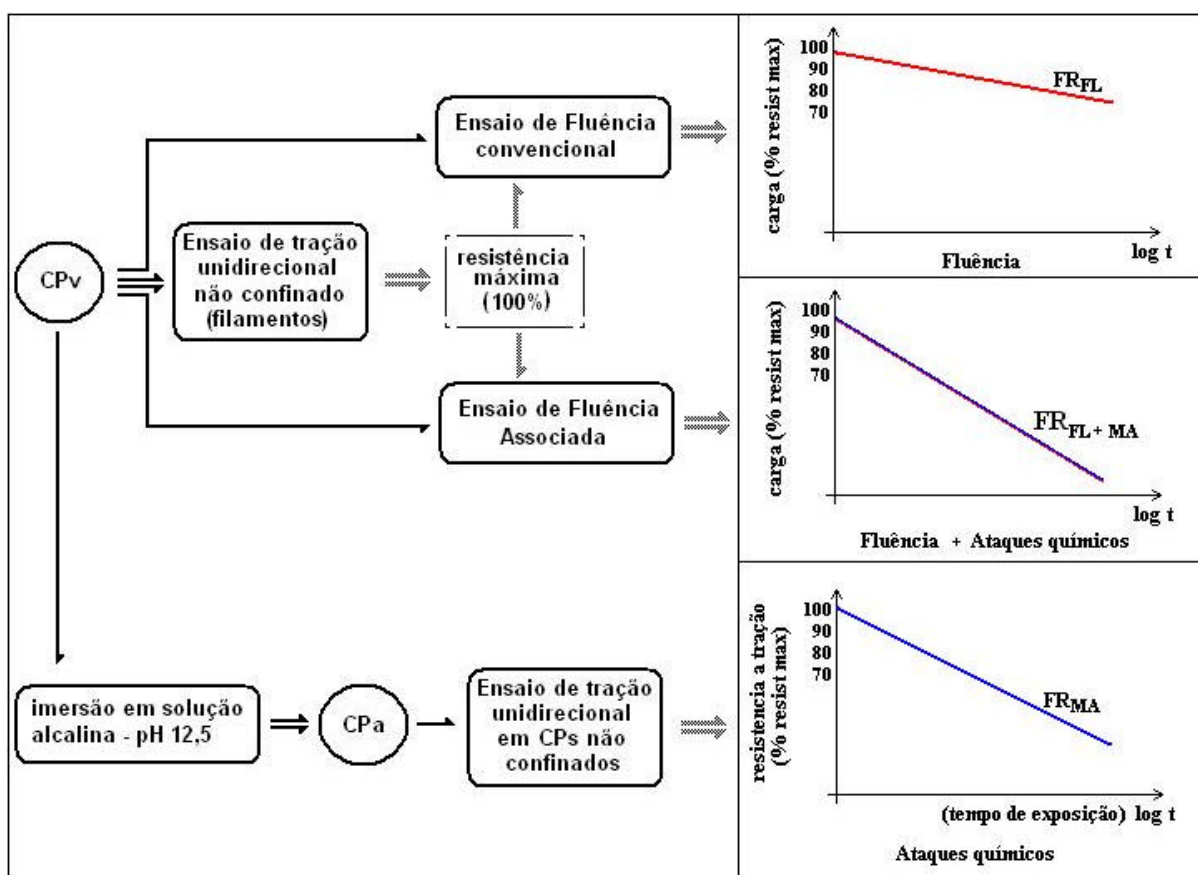 CPv
Ensaio de Fluência
convencional
Ensaio de tração
unidirecional
não confinado
(filamentos)
resistência
máxima
(100%)
Ensaio de Fluência
Associada
imersão em solução
alcalina - pH 12,5
CPa
Ensaio de tração
unidirecional
em CPs não
confinados
carga (% resist max)
100
90
80
70
FRFL
log t
Fluência
carga (% resist max)
100
90
80
70
FRFL + MA
log t
Fluência + Ataques químicos
resistencia a tração
(% resist max)
100
90
80
70
FRMA
(tempo de exposição) log t
Ataques químicos